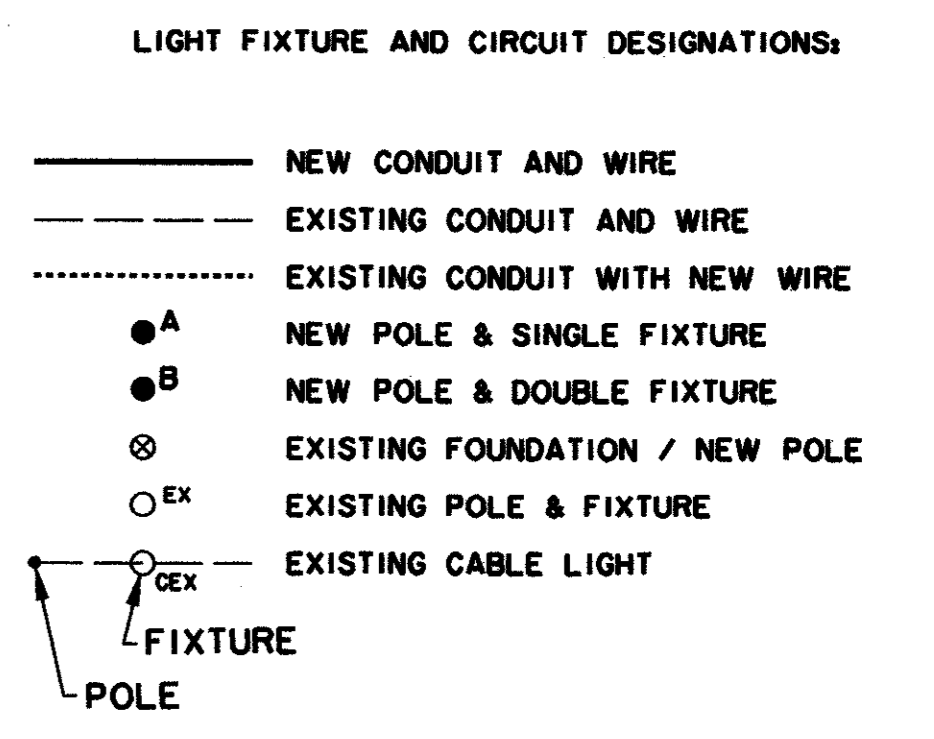 LIGHT FIXTURE AND CIRCUIT DESIGNATIONS:
NEW CONDUIT AND WIRE
EXISTING CONDUIT AND WIRE
EXISTING CONDUIT WITH NEW WIRE
A NEW POLE & SINGLE FIXTURE
B NEW POLE & DOUBLE FIXTURE
EXISTING FOUNDATION / NEW POLE
EX EXISTING POLE & FIXTURE
EXISTING CABLE LIGHT
CEX
FIXTURE
POLE